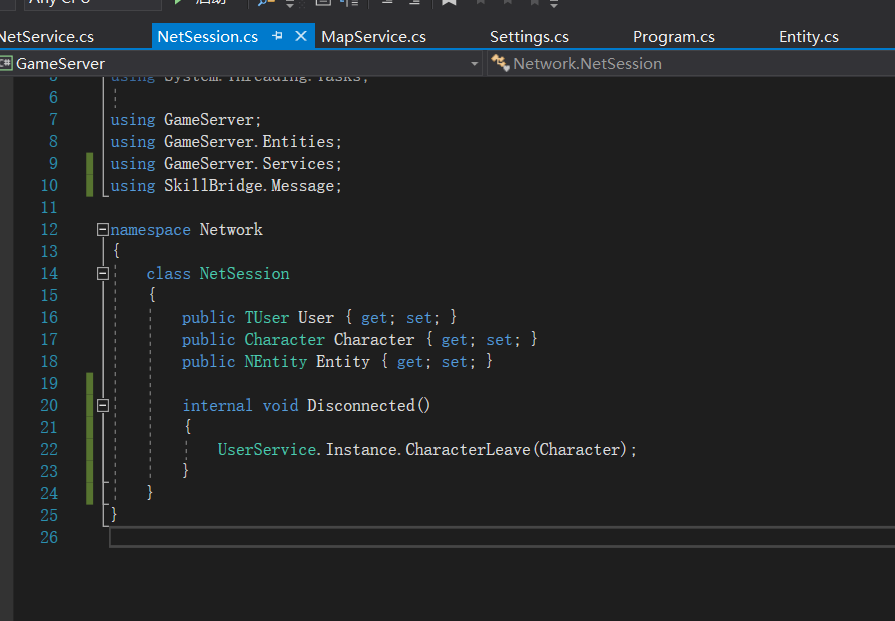 Any CPU 启动
NetService.cs NetSession.cs MapService.cs Settings.cs Program.cs Entity.cs
GameServer Network.NetSession
5 using System.Threading.Tasks;
6
7 using GameServer;
8 using GameServer.Entities;
9 using GameServer.Services;
10 using SkillBridge.Message;
11
12 namespace Network
13 {
14 class NetSession
15 {
16 public TUser User { get; set; }
17 public Character Character { get; set; }
18 public NEntity Entity { get; set; }
19
20 internal void Disconnected()
21 {
22 UserService.Instance.CharacterLeave(Character);
23 }
24 }
25 }
26